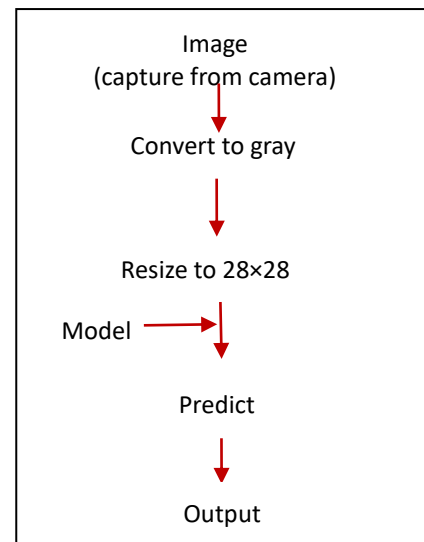 Image
(capture from camera)
Convert to gray
Resize to 28×28
Model
Predict
Output